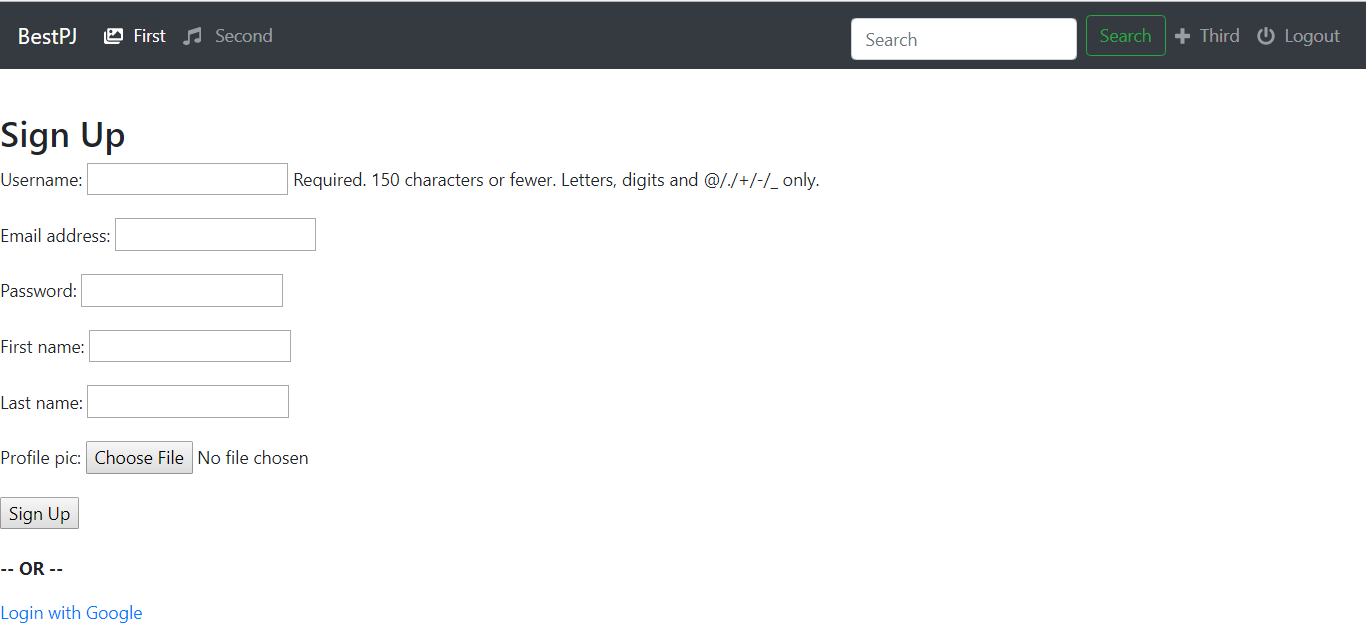 BestPJ First Second Search Search Third Logout
Sign Up
Username: Required. 150 characters or fewer. Letters, digits and @/./+/-/_ only.
Email address:
Password:
First name:
Last name:
Profile pic: Choose File No file chosen
Sign Up
-- OR --
Login with Google